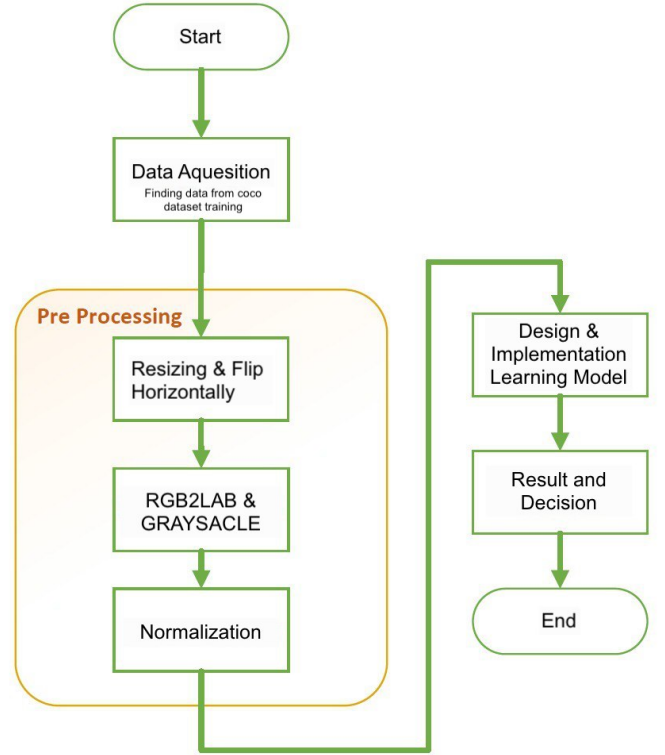 Start
Data Aquesition
Finding data from coco
dataset training
Pre Processing
Resizing & Flip
Horizontally
RGB2LAB &
GRAYSACLE
Normalization
Design &
Implementation
Learning Model
Result and
Decision
End